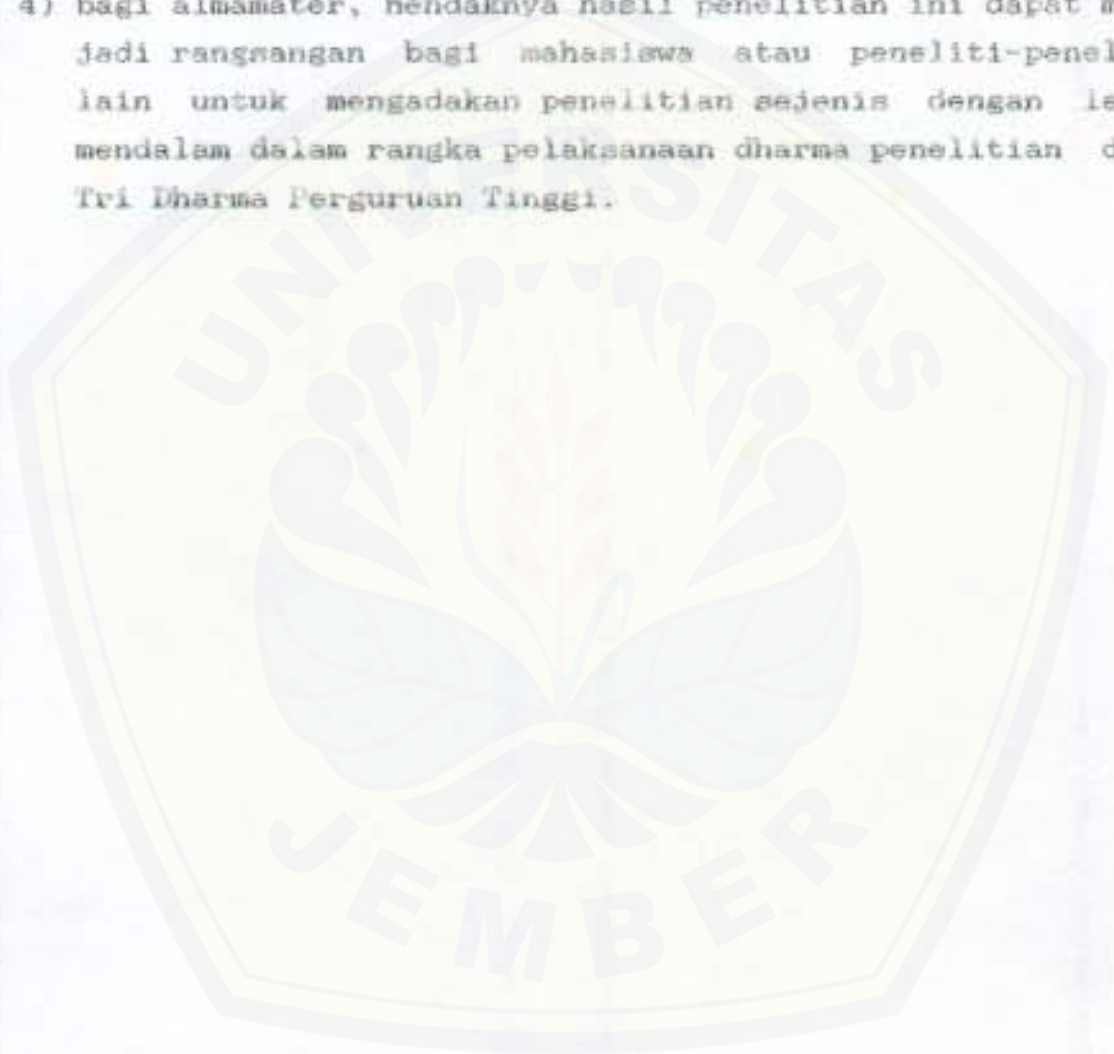 4) bagi almamater, hendaknya hasil penelitian ini dapat m
jadi rangsangan bagi mahasiswa atau peneliti-penel
lain untuk mengadakan penelitian sejenis dengan le
mendalam dalam rangka pelaksanaan dharma penelitian d
Tri Dharma Perguruan Tinggi.
UNIVERSITAS
JEMBER